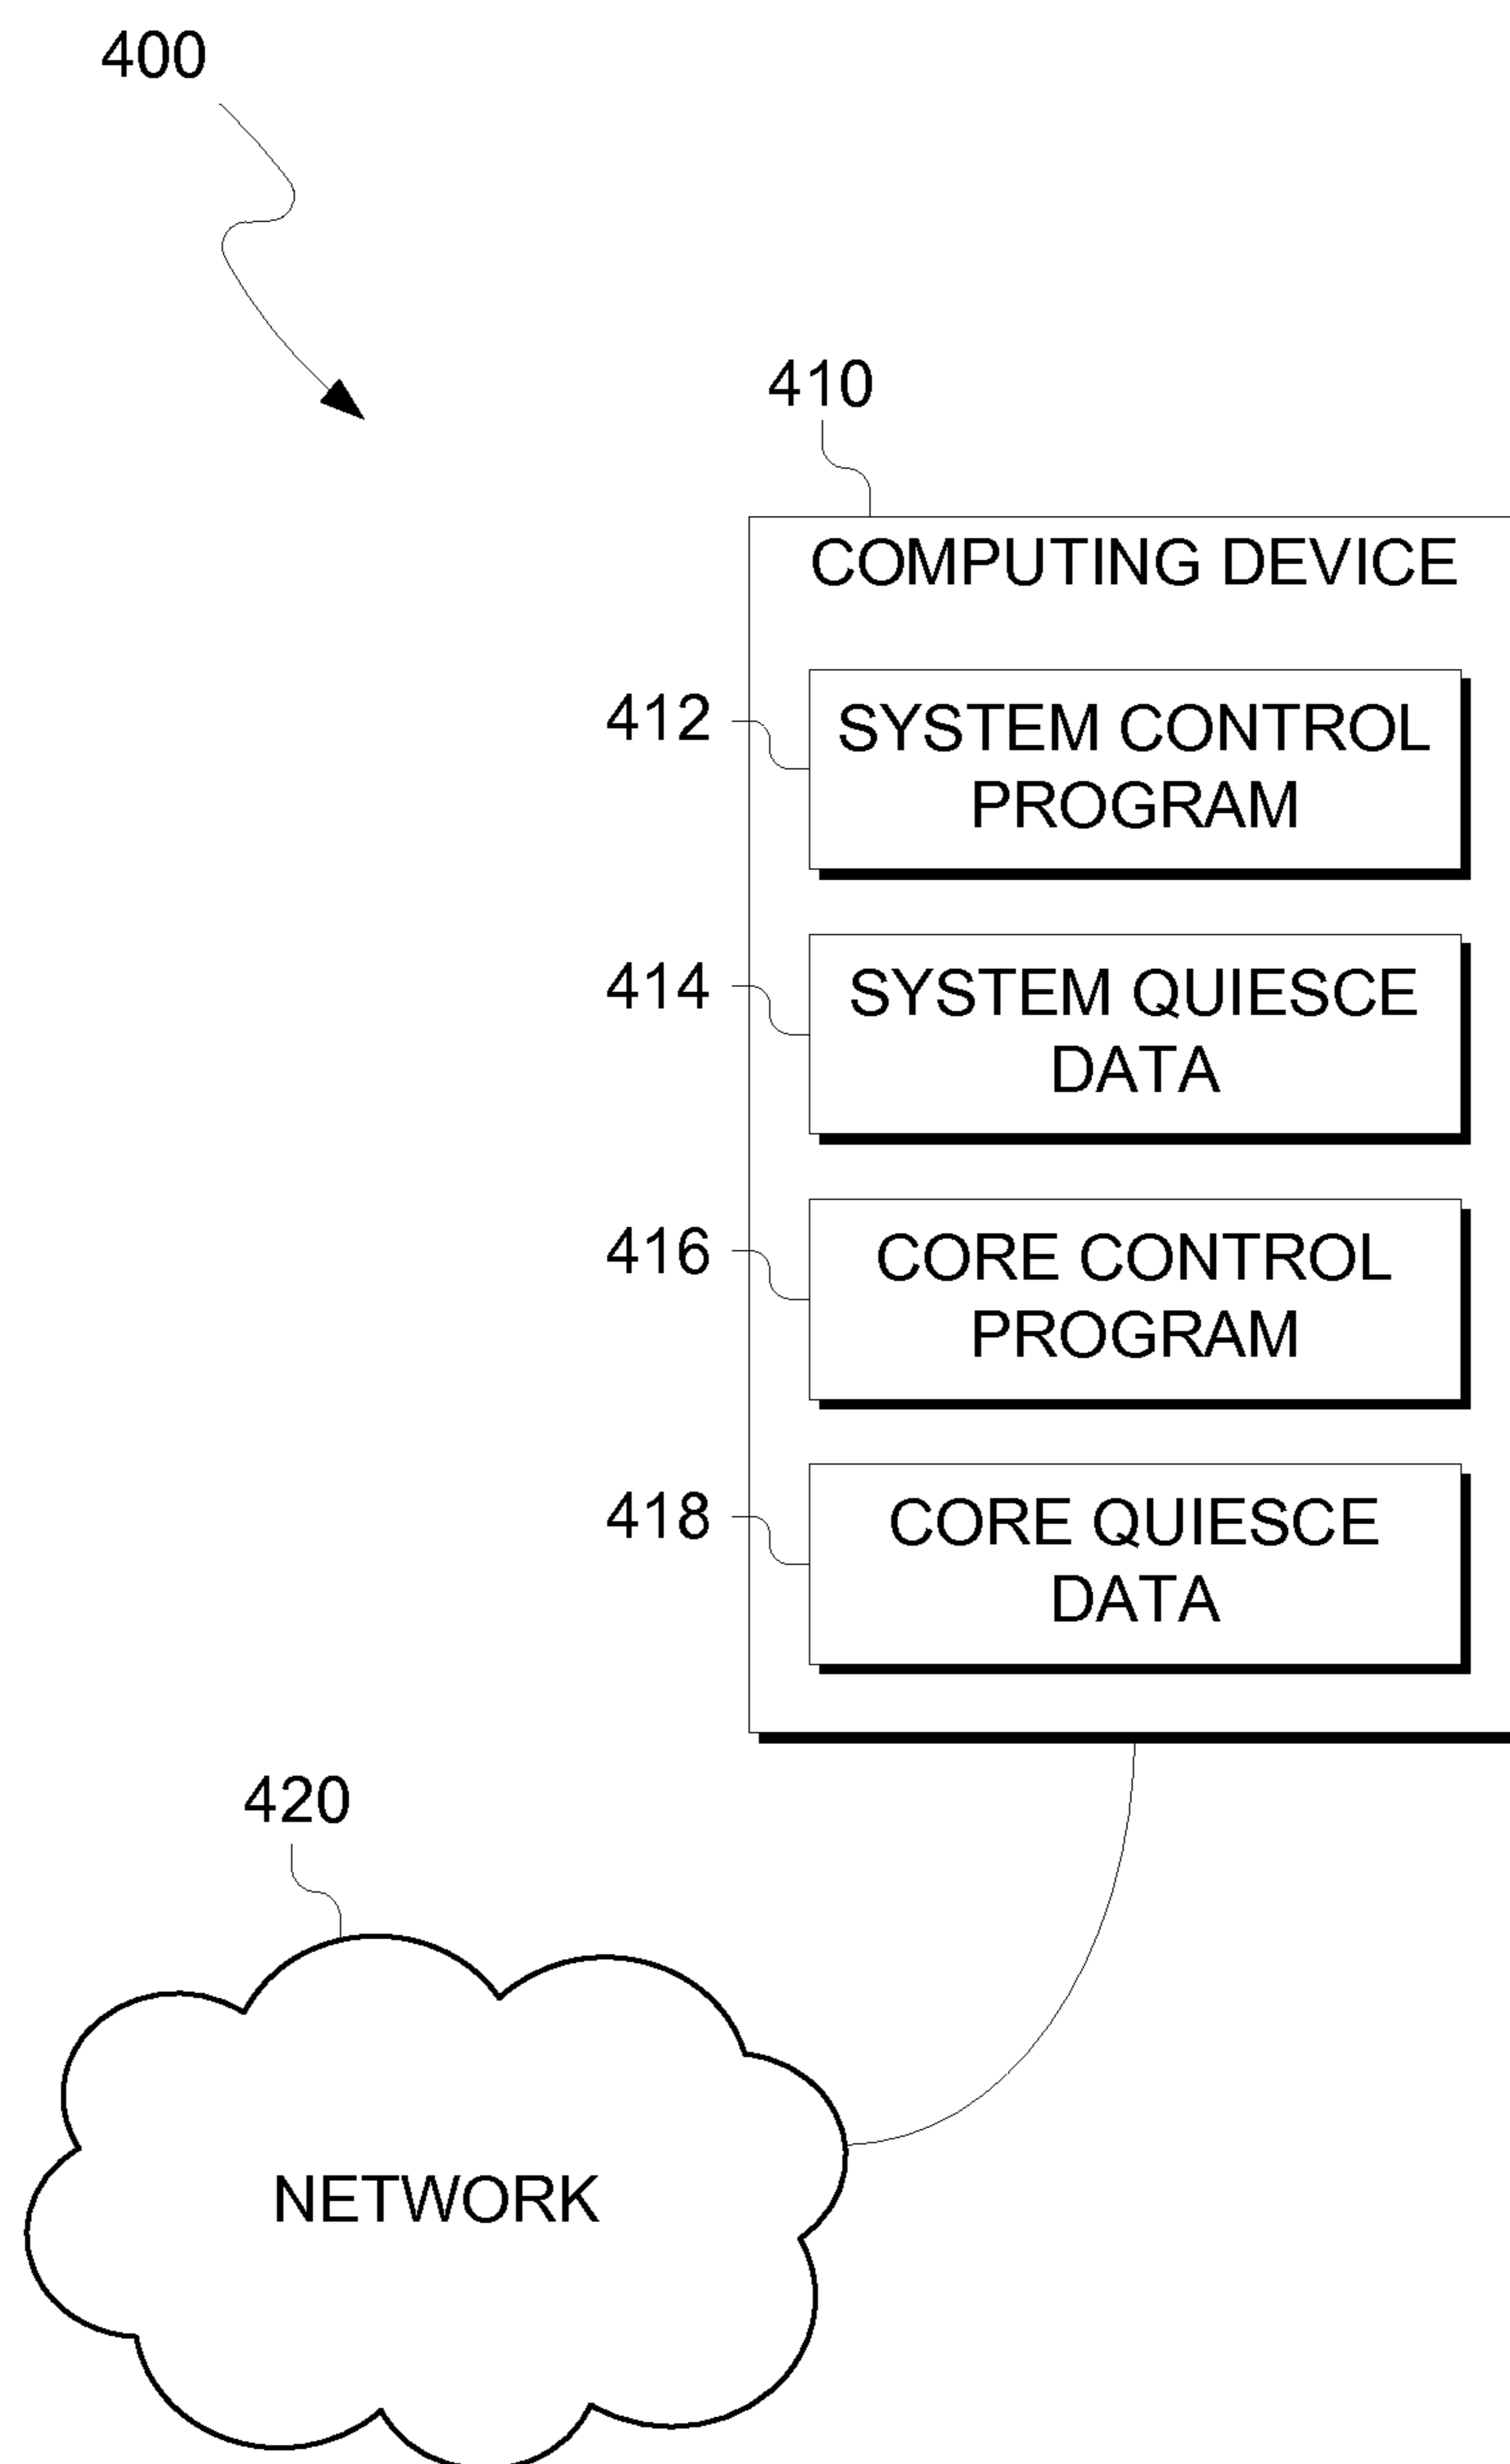 400
410
COMPUTING DEVICE
412
SYSTEM CONTROL
PROGRAM
414
SYSTEM QUIESCE
DATA
416
CORE CONTROL
PROGRAM
418
CORE QUIESCE
DATA
420
NETWORK